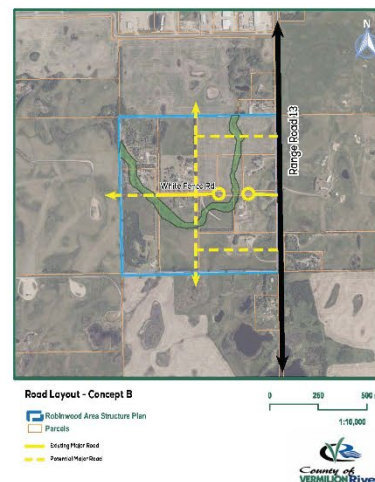 N
Range Road 13
White Fence Rd
Road Layout - Concept B
Robinwood Area Structure Plan
Parcels
Existing Major Road
Potential Major Road
0 250 500
1:10,000
County of
VERMILION River